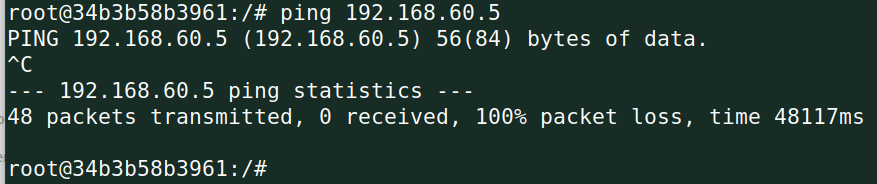 root@34b3b58b3961:/# ping 192.168.60.5
PING 192.168.60.5 (192.168.60.5) 56(84) bytes of data.
^C
--- 192.168.60.5 ping statistics ---
48 packets transmitted, 0 received, 100% packet loss, time 48117ms
root@34b3b58b3961:/#